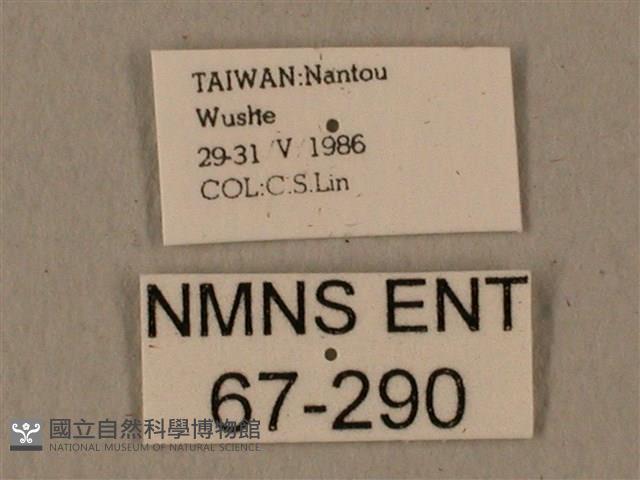 TAIWAN:Nantou
Wushe
29-31 V 1986
COL:C.S.Lin
NMNS ENT
67-290
國立自然科學博物館
NATIONAL MUSEUM OF NATURAL SCIENCE